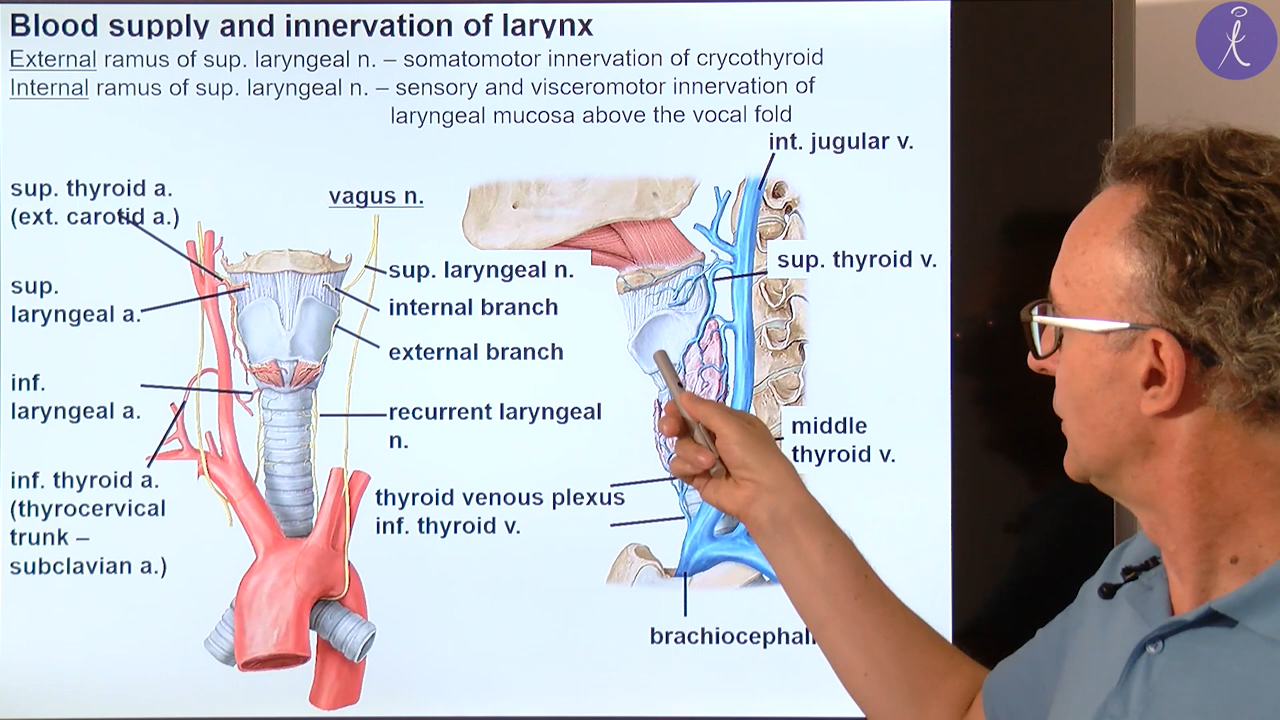 Blood supply and innervation of larynx
External ramus of sup. laryngeal n. – somatomotor innervation of crycothyroid
Internal ramus of sup. laryngeal n. – sensory and visceromotor innervation of
laryngeal mucosa above the vocal fold
int. jugular v.
sup. thyroid a.
(ext. carotid a.)
vagus n.
sup. laryngeal n.
sup. thyroid v.
sup.
laryngeal a.
internal branch
external branch
inf.
laryngeal a.
recurrent laryngeal
n.
middle
thyroid v.
inf. thyroid a.
(thyrocervical
trunk –
subclavian a.)
thyroid venous plexus
inf. thyroid v.